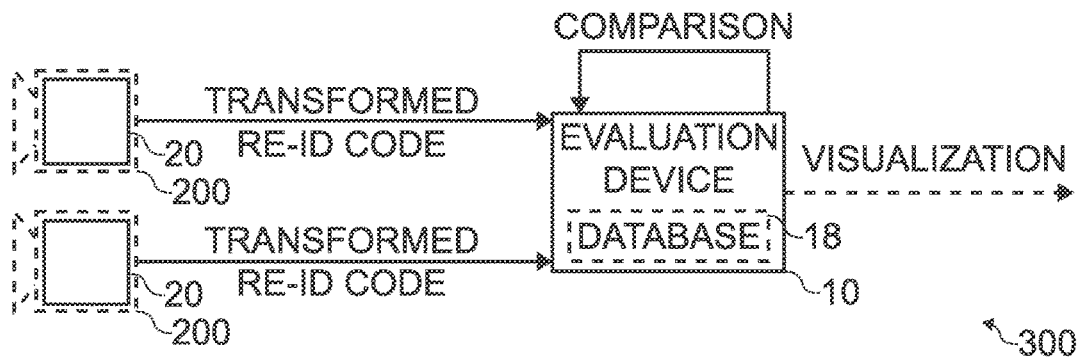 COMPARISON
TRANSFORMED
RE-ID CODE
20
200
EVALUATION
DEVICE
DATABASE
18
10
VISUALIZATION
TRANSFORMED
RE-ID CODE
20
200
300